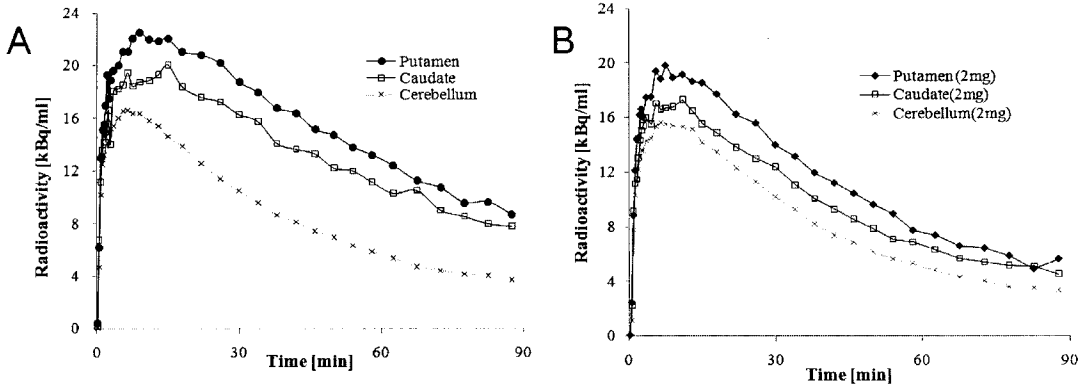 A
Radioactivity [kBq/ml]
24
20
16
12
8
4
0
0
30
60
90
Time [min]
Putamen
Caudate
Cerebellum
B
Radioactivity [kBq/ml]
24
20
16
12
8
4
0
0
30
60
90
Time [min]
Putamen(2mg)
Caudate(2mg)
Cerebellum(2mg)